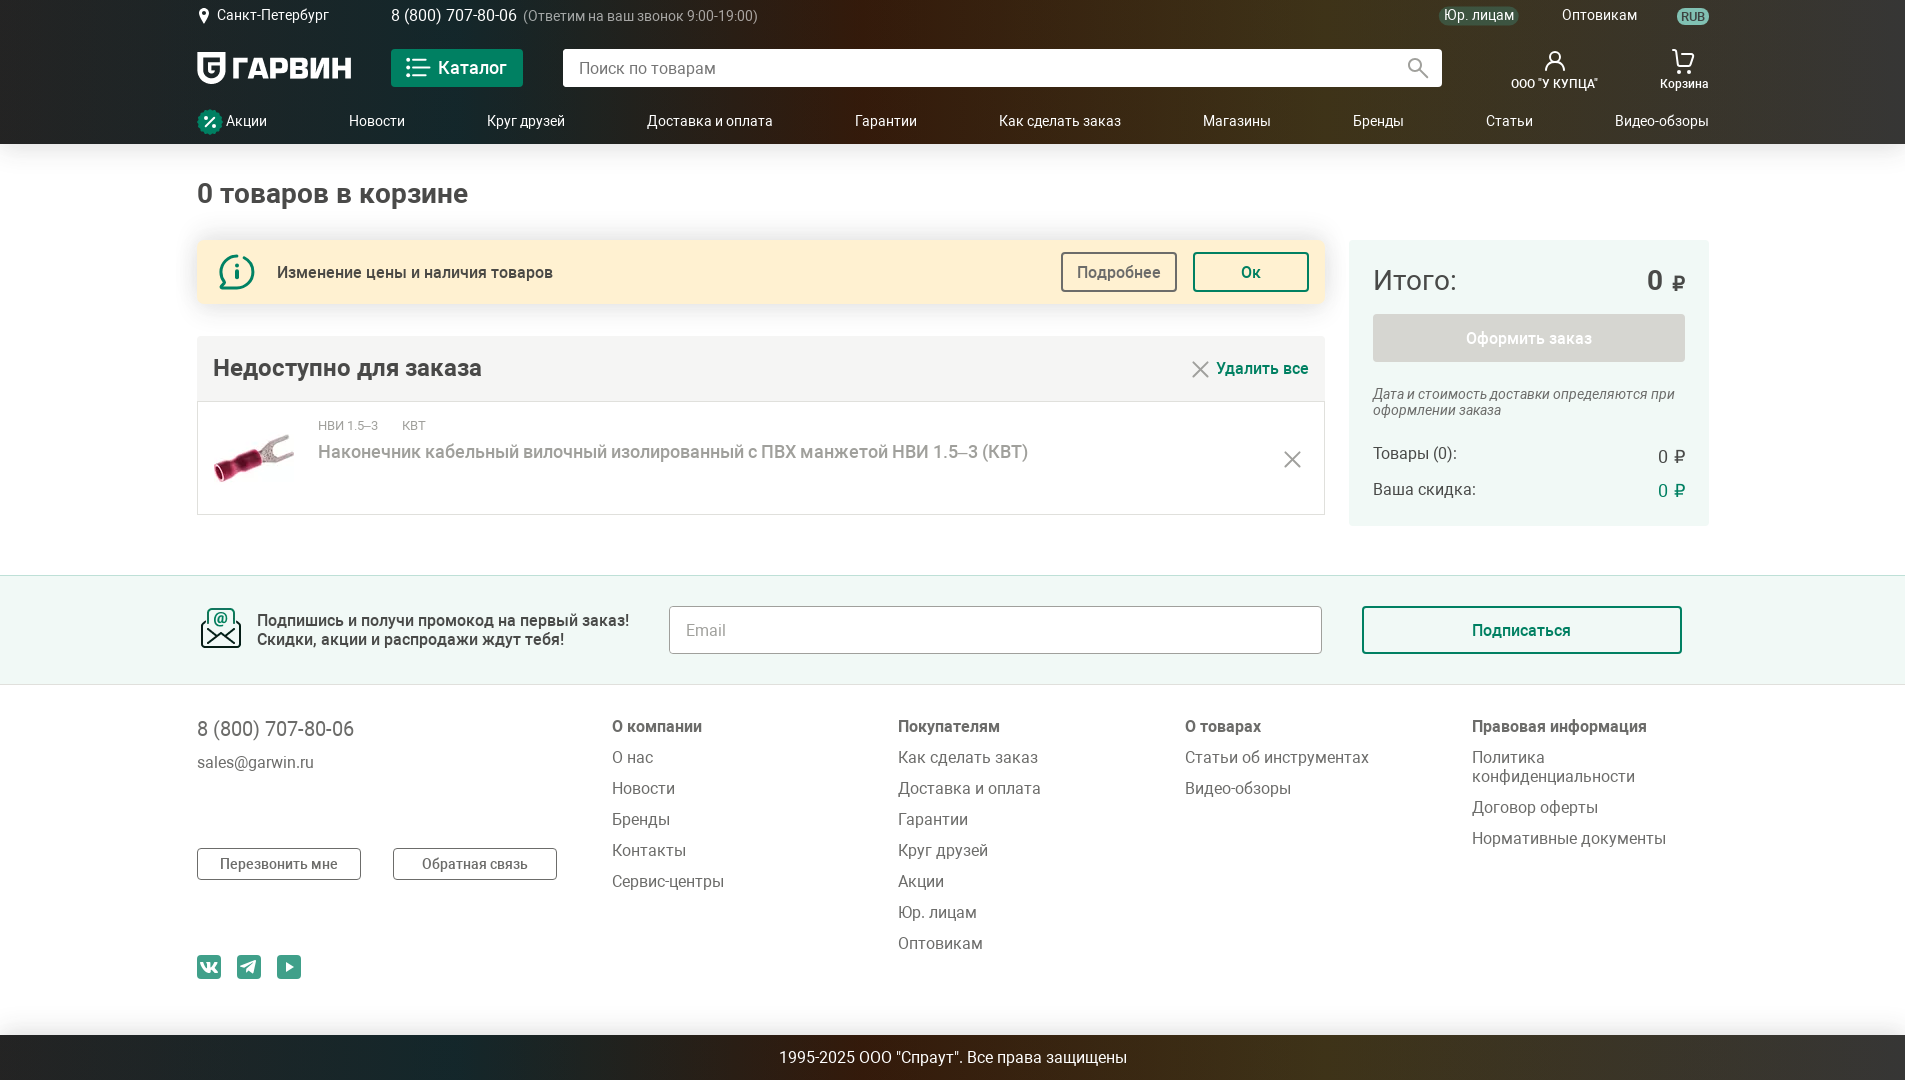 Санкт-Петербург
8 (800) 707-80-06 (Ответим на ваш звонок 9:00-19:00)
Юр. лицам
Оптовикам
RUB
ГАРВИН
Каталог
Поиск по товарам
ООО "У КУПЦА"
Корзина
Акции
Новости
Круг друзей
Доставка и оплата
Гарантии
Как сделать заказ
Магазины
Бренды
Статьи
Видео-обзоры
0 товаров в корзине
Изменение цены и наличия товаров
Подробнее
Ок
Недоступно для заказа
Удалить все
НВИ 1.5–3 КВТ
Наконечник кабельный вилочный изолированный с ПВХ манжетой НВИ 1.5–3 (КВТ)
Итого: 0 ₽
Оформить заказ
Дата и стоимость доставки определяются при
оформлении заказа
Товары (0): 0 ₽
Ваша скидка: 0 ₽
Подпишись и получи промокод на первый заказ!
Скидки, акции и распродажи ждут тебя!
Email
Подписаться
8 (800) 707-80-06
sales@garwin.ru
Перезвонить мне
Обратная связь
О компании
О нас
Новости
Бренды
Контакты
Сервис-центры
Покупателям
Как сделать заказ
Доставка и оплата
Гарантии
Круг друзей
Акции
Юр. лицам
Оптовикам
О товарах
Статьи об инструментах
Видео-обзоры
Правовая информация
Политика
конфиденциальности
Договор оферты
Нормативные документы
1995-2025 ООО "Спраут". Все права защищены